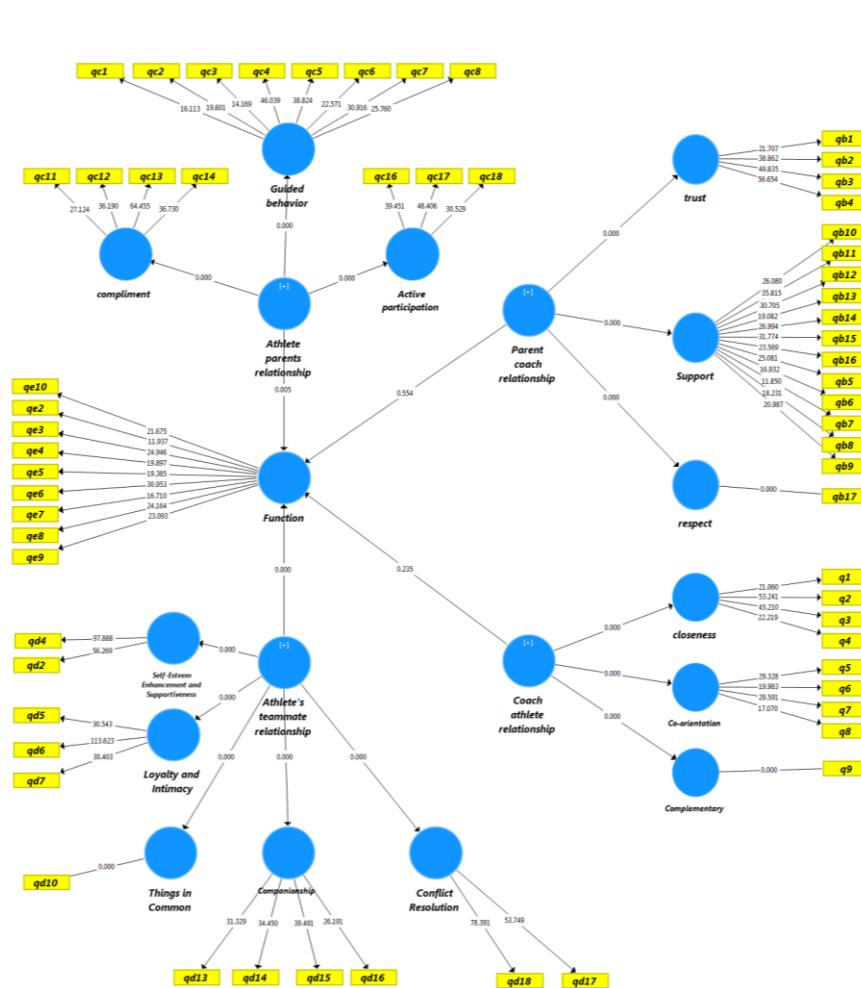 qc1 qc2 qc3 qc4 qc5 qc6 qc7 qc8
16.113 19.601 14.169 46.039 38.824 22.571 30.916 25.760
Guided
behavior
qc11 qc12 qc13 qc14
27.124 36.190 64.455 36.730
compliment
qc16 qc17 qc18
39.451 48.406 30.529
Active
participation
0.000
0.000
0.000
[+]
Athlete
parents
relationship
0.005
qe10
qe2
qe3
qe4
qe5
qe6
qe7
qe8
qe9
21.675
11.937
24.946
19.897
19.385
30.953
16.710
24.164
23.093
Function
0.554
0.235
0.000
[+]
Parent
coach
relationship
0.000
0.000
0.000
trust
21.707
38.862
49.835
56.654
qb1
qb2
qb3
qb4
Support
26.080
35.815
30.705
19.082
26.994
31.774
23.569
25.081
16.932
11.850
18.231
20.987
qb10
qb11
qb12
qb13
qb14
qb15
qb16
qb5
qb6
qb7
qb8
qb9
respect
0.000
qb17
[+]
Coach
athlete
relationship
0.000
0.000
0.000
closeness
21.060
53.241
45.210
22.219
q1
q2
q3
q4
Co-orientation
29.328
19.983
29.591
17.070
q5
q6
q7
q8
Complementary
0.000
q9
[+]
Athlete's
teammate
relationship
0.000
0.000
0.000
0.000
0.000
qd4
qd2
97.888
56.269
Self-Esteem
Enhancement and
Supportiveness
qd5
qd6
qd7
30.543
113.623
30.403
Loyalty and
Intimacy
qd10
0.000
Things in
Common
Companionship
31.329 34.450 39.491 26.191
qd13 qd14 qd15 qd16
Conflict
Resolution
78.391 53.749
qd18 qd17